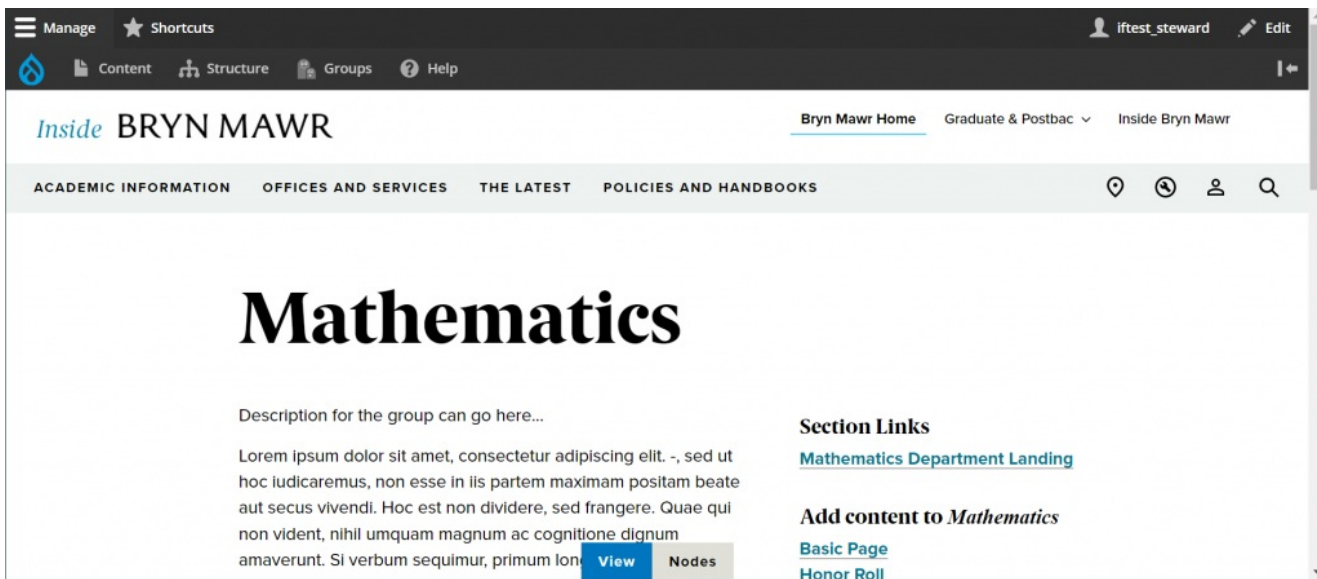 Manage Shortcuts iftest_steward Edit
Content Structure Groups Help
Inside BRYN MAWR
Bryn Mawr Home Graduate & Postbac Inside Bryn Mawr
ACADEMIC INFORMATION OFFICES AND SERVICES THE LATEST POLICIES AND HANDBOOKS
Mathematics
Description for the group can go here...
Lorem ipsum dolor sit amet, consectetur adipiscing elit. -, sed ut
hoc iudicaremus, non esse in iis partem maximam positam beate
aut secus vivendi. Hoc est non dividere, sed frangere. Quae qui
non vident, nihil umquam magnum ac cognitione dignum
amaverunt. Si verbum sequimur, primum
View Nodes
Section Links
Mathematics Department Landing
Add content to Mathematics
Basic Page
Honor Roll